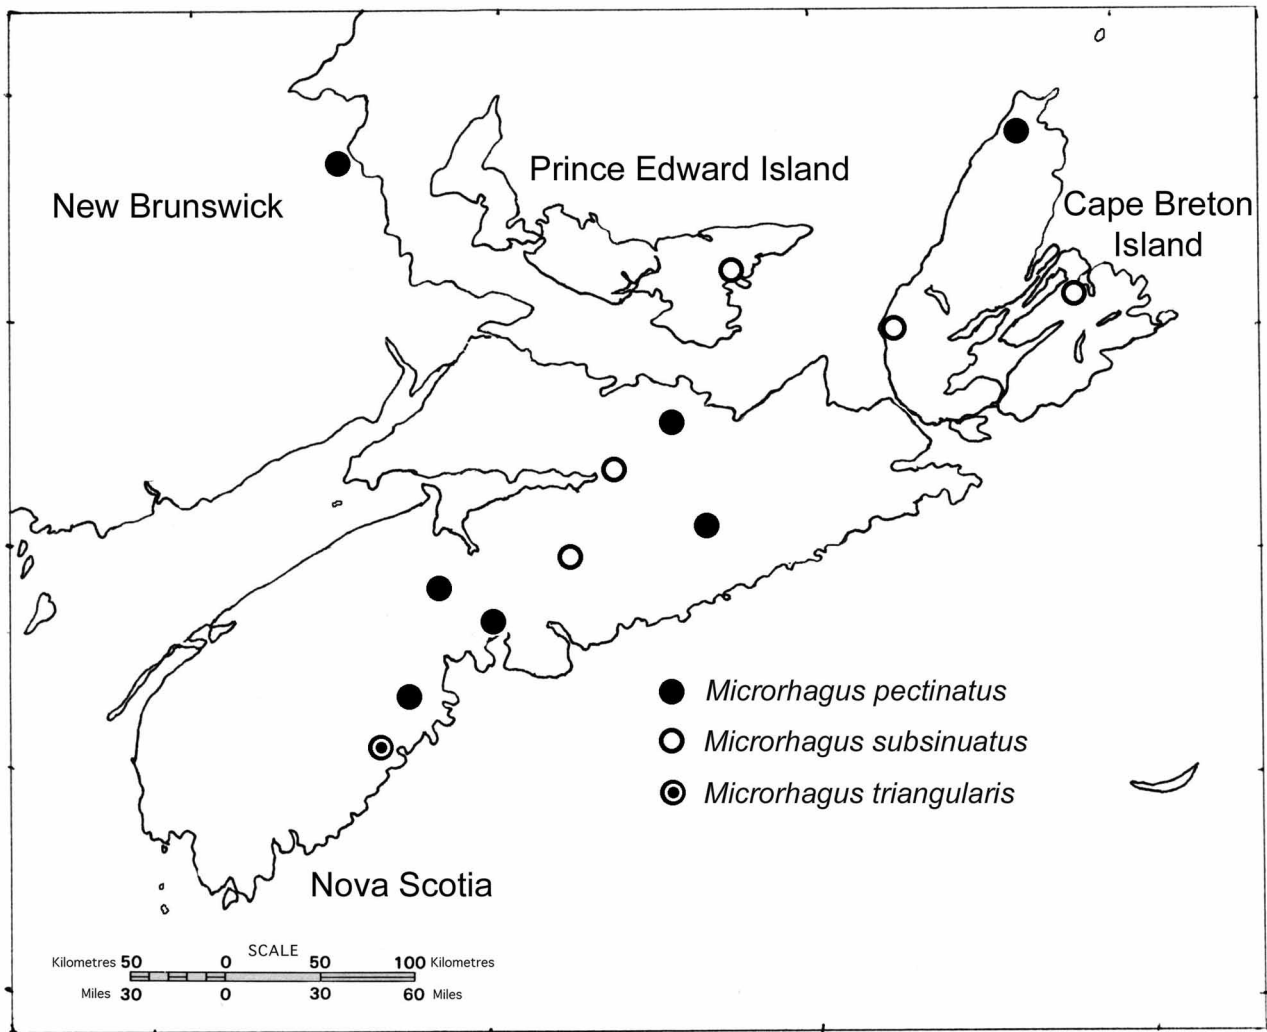 Prince Edward Island
New Brunswick
Cape Breton
Island
Microrhagus pectinatus
Microrhagus subsinuatus
Microrhagus triangularis
Nova Scotia
SCALE
Kilometres 50 0 50 100 Kilometres
Miles 30 0 30 60 Miles